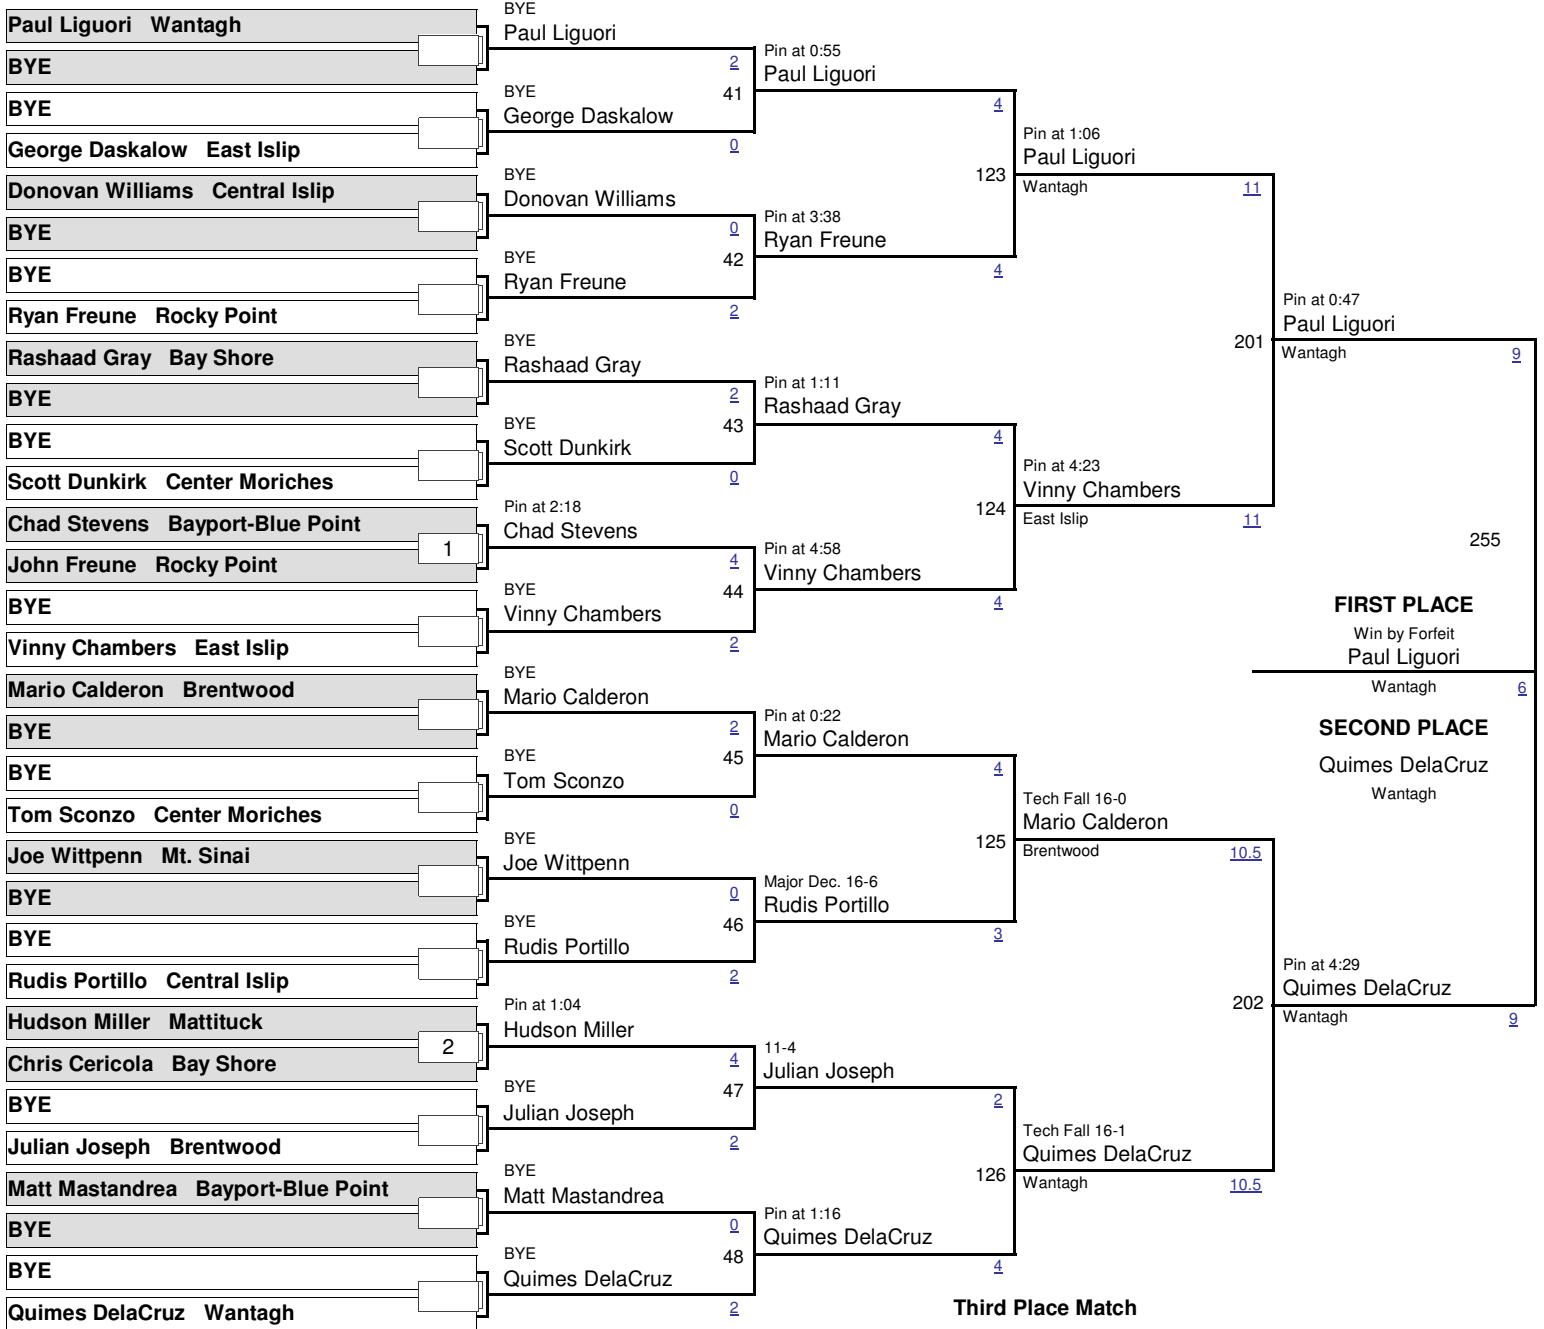 Paul Liguori Wantagh
BYE
BYE
George Daskalow East Islip
Donovan Williams Central Islip
BYE
BYE
Ryan Freune Rocky Point
Rashaad Gray Bay Shore
BYE
BYE
Scott Dunkirk Center Moriches
Chad Stevens Bayport-Blue Point
1
John Freune Rocky Point
BYE
Vinny Chambers East Islip
Mario Calderon Brentwood
BYE
BYE
Tom Sconzo Center Moriches
Joe Wittpenn Mt. Sinai
BYE
BYE
Rudis Portillo Central Islip
Hudson Miller Mattituck
2
Chris Cericola Bay Shore
BYE
Julian Joseph Brentwood
Matt Mastandrea Bayport-Blue Point
BYE
BYE
Quimes DelaCruz Wantagh
BYE
Paul Liguori
2
41
BYE
George Daskalow
0
BYE
Donovan Williams
0
42
BYE
Ryan Freune
2
BYE
Rashaad Gray
2
43
BYE
Scott Dunkirk
0
Pin at 2:18
Chad Stevens
4
44
BYE
Vinny Chambers
2
BYE
Mario Calderon
2
45
BYE
Tom Sconzo
0
BYE
Joe Wittpenn
0
46
BYE
Rudis Portillo
2
Pin at 1:04
Hudson Miller
4
47
BYE
Julian Joseph
2
BYE
Matt Mastandrea
0
48
BYE
Quimes DelaCruz
2
Pin at 0:55
Paul Liguori
4
123
Pin at 3:38
Ryan Freune
4
Pin at 1:11
Rashaad Gray
4
124
Pin at 4:58
Vinny Chambers
4
Pin at 0:22
Mario Calderon
4
125
Major Dec. 16-6
Rudis Portillo
3
11-4
Julian Joseph
2
126
Pin at 1:16
Quimes DelaCruz
4
Pin at 1:06
Paul Liguori
Wantagh
11
201
Pin at 4:23
Vinny Chambers
East Islip
11
Tech Fall 16-0
Mario Calderon
Brentwood
10.5
202
Tech Fall 16-1
Quimes DelaCruz
Wantagh
10.5
Pin at 0:47
Paul Liguori
Wantagh
9
255
FIRST PLACE
Win by Forfeit
Paul Liguori
Wantagh
6
SECOND PLACE
Quimes DelaCruz
Wantagh
Pin at 4:29
Quimes DelaCruz
Wantagh
9
Third Place Match